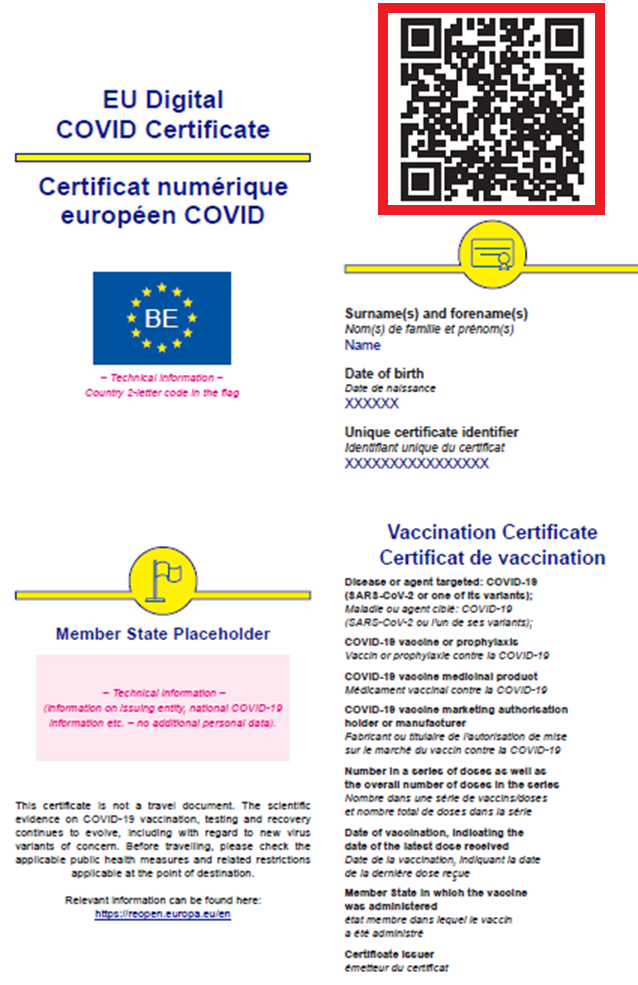 EU Digital
COVID Certificate
Certificat numérique
européen COVID
BE
– Technical Information –
Country 2-letter code in the flag
Surname(s) and forename(s)
Nom(s) de famille et prénom(s)
Name
Date of birth
Date de naissance
XXXXXX
Unique certificate identifier
Identifiant unique du certificat
XXXXXXXXXXXXXXXX
Member State Placeholder
– Technical Information –
(Information on issuing entity, national COVID-19
information etc. – no additional personal data).
This certificate is not a travel document. The scientific
evidence on COVID-19 vaccination, testing and recovery
continues to evolve, including with regard to new virus
variants of concern. Before travelling, please check the
applicable public health measures and related restrictions
applicable at the point of destination.
Relevant information can be found here:
https://reopen.europa.eu/en
Vaccination Certificate
Certificat de vaccination
Disease or agent targeted: COVID-19
(SARS-CoV-2 or one of its variants);
Maladie ou agent ciblé: COVID-19
(SARS-CoV-2 ou l'un de ses variants);
COVID-19 vaccine or prophylaxis
Vaccin or prophylaxie contre la COVID-19
COVID-19 vaccine medicinal product
Médicament vaccinal contre la COVID-19
COVID-19 vaccine marketing authorisation
holder or manufacturer
Fabricant ou titulaire de l'autorisation de mise
sur le marché du vaccin contre la COVID-19
Number in a series of doses as well as
the overall number of doses in the series
Nombre dans une série de vaccins/doses
et nombre total de doses dans la série
Date of vaccination, indicating the
date of the latest dose received
Date de la vaccination, indiquant la date
de la dernière dose reçue
Member State in which the vaccine
was administered
état membre dans lequel le vaccin
a été administré
Certificate issuer
émetteur du certificat